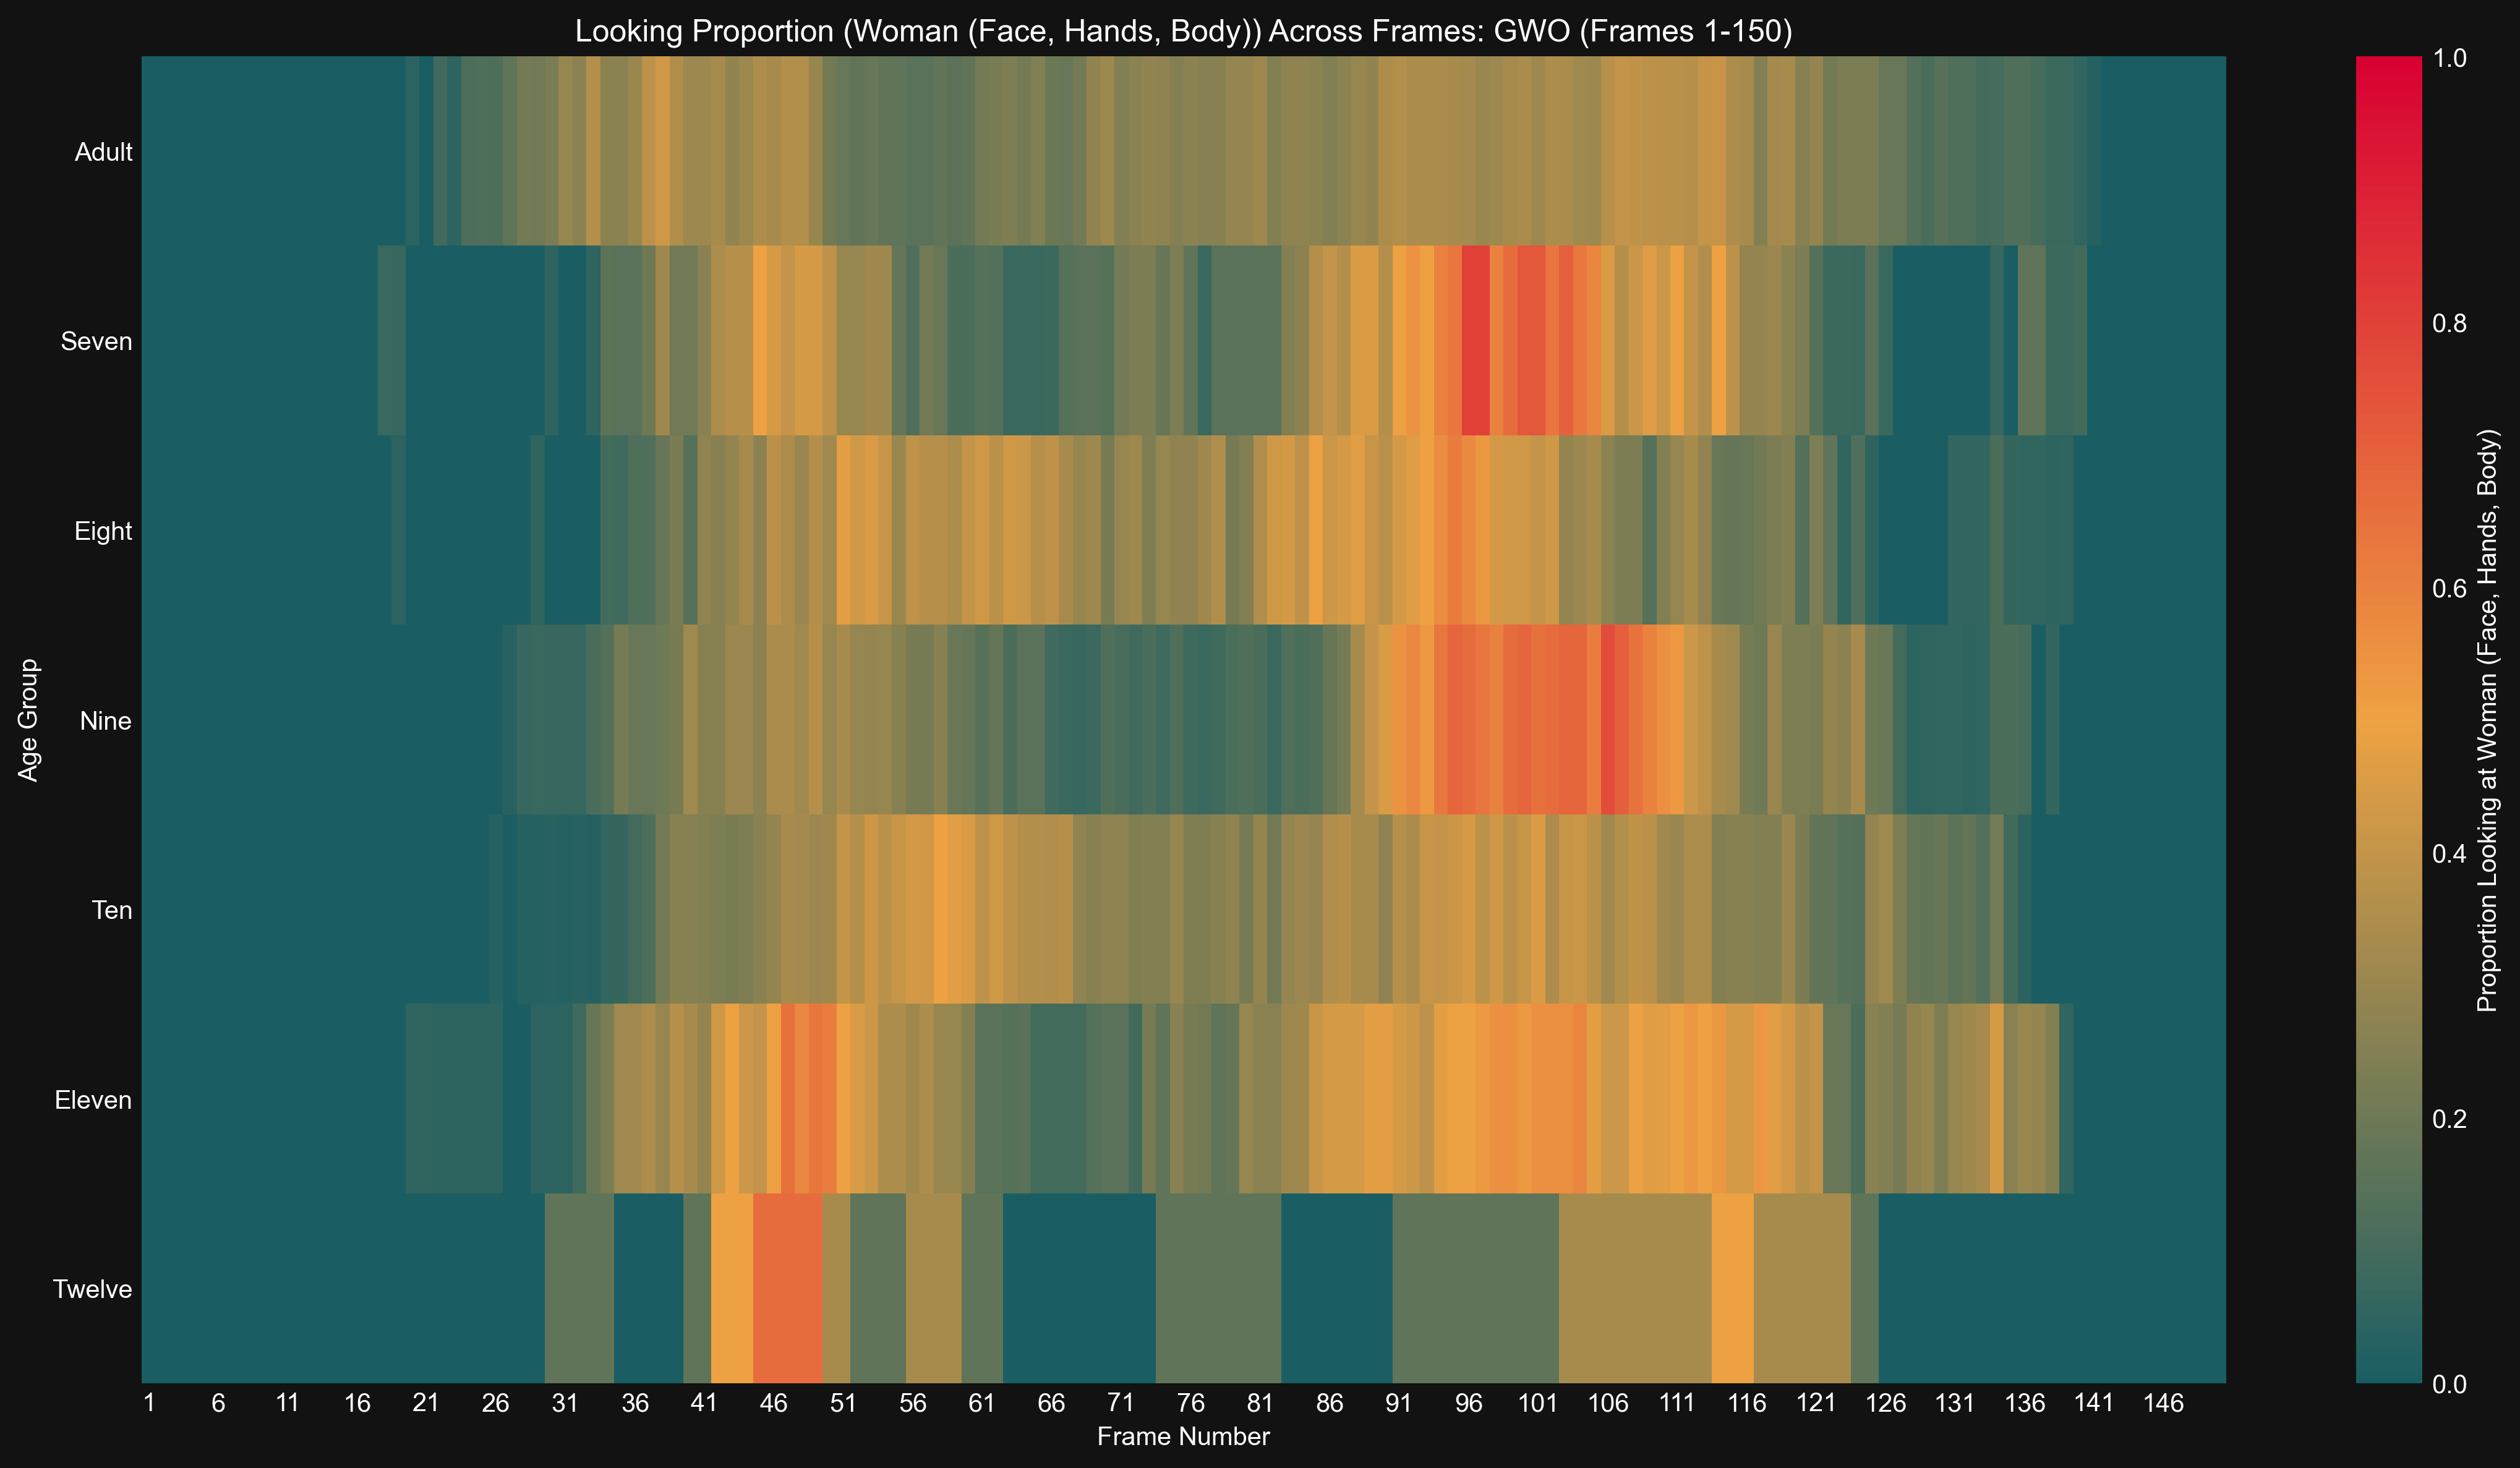 Looking Proportion (Woman (Face, Hands, Body)) Across Frames: GWO (Frames 1-150)
Age Group
Adult
Seven
Eight
Nine
Ten
Eleven
Twelve
1 6 11 16 21 26 31 36 41 46 51 56 61 66 71 76 81 86 91 96 101 106 111 116 121 126 131 136 141 146
Frame Number
1.0
0.8
0.6
0.4
0.2
0.0
Proportion Looking at Woman (Face, Hands, Body)